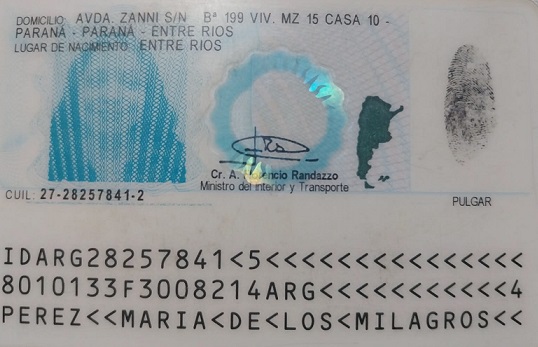 DOMICILIO AVDA. ZANNI S/N Bª 199 VIV. MZ 15 CASA 10 -
PARANÁ - PARANÁ - ENTRE RIOS
LUGAR DE NACIMIENTO ENTRE RIOS
Cr. A. Florencio Randazzo
Ministro del Interior y Transporte
CUIL: 27-28257841-2
PULGAR
IDARG28257841<5<<<<<<<<<<<<<<<
8010133F3008214ARG<<<<<<<<<<<4
PEREZ<<MARIA<DE<LOS<MILAGROS<<